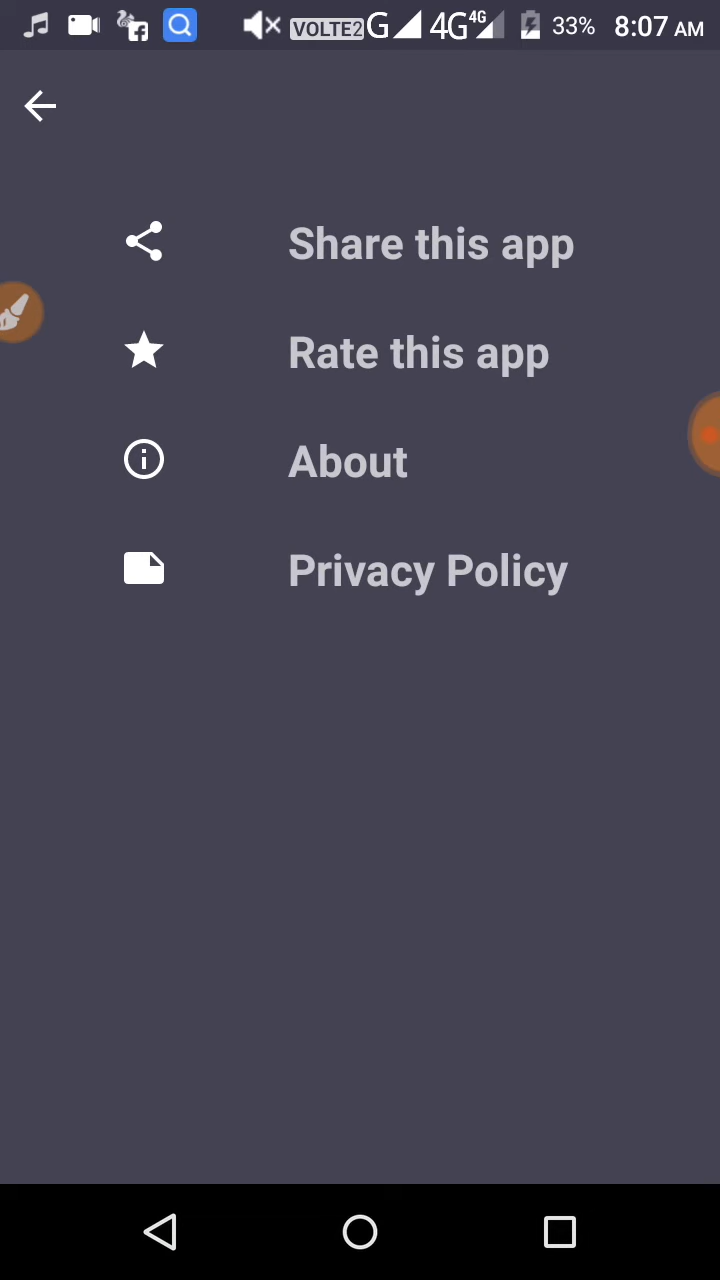 VOLTE2 G 4G 4G 33% 8:07 AM
Share this app
Rate this app
About
Privacy Policy